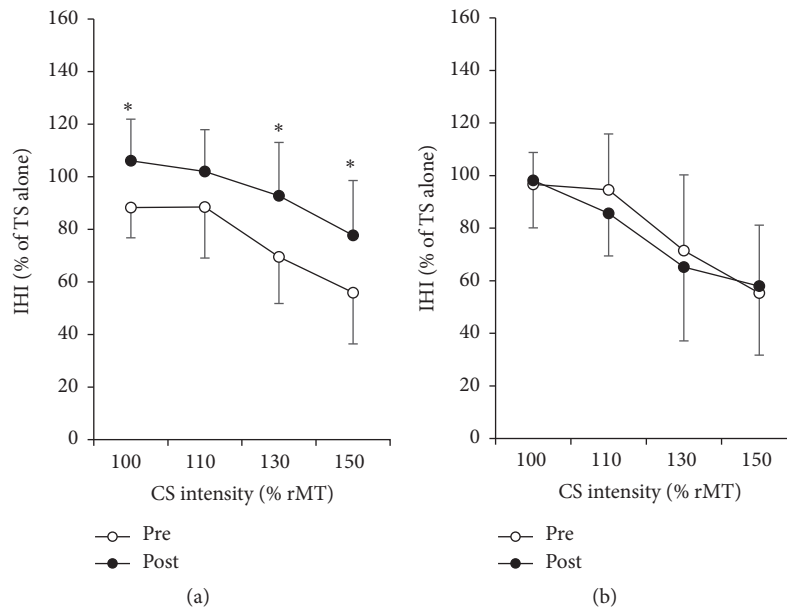 160
140
120
100
80
60
40
20
0
IHI (% of TS alone)
*
*
*
100 110 130 150
CS intensity (% rMT)
Pre
Post
(a)
160
140
120
100
80
60
40
20
0
IHI (% of TS alone)
100 110 130 150
CS intensity (% rMT)
Pre
Post
(b)